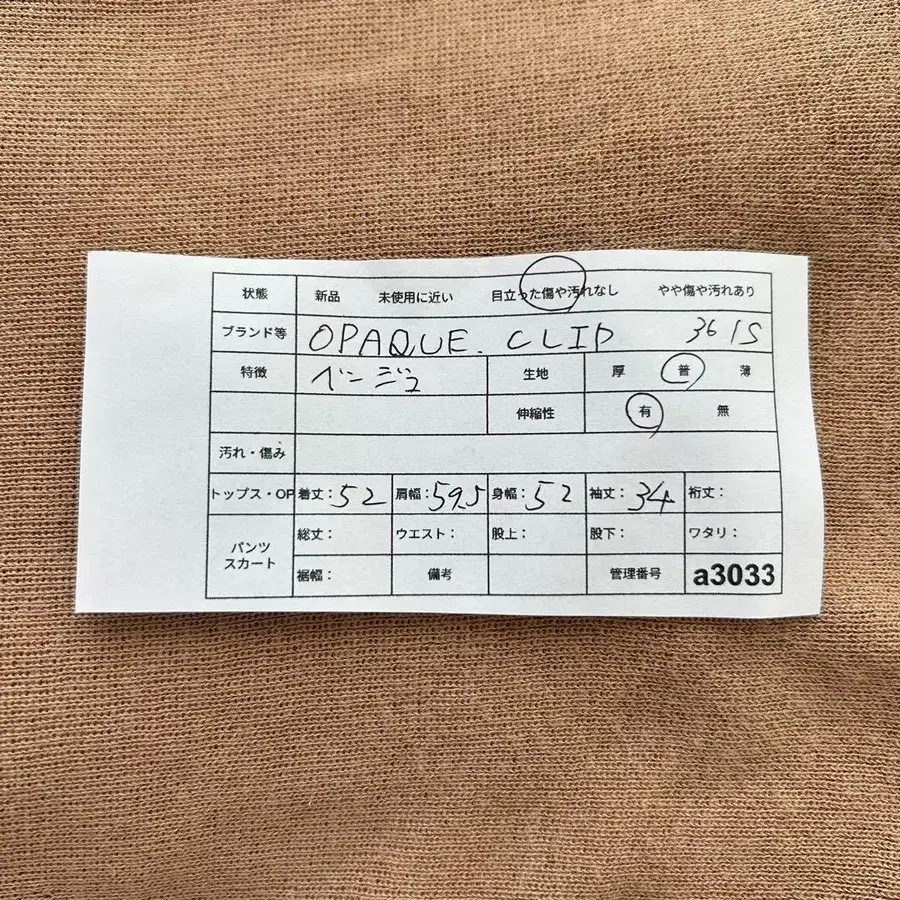 状態 新品 未使用に近い 目立った傷や汚れなし やや傷や汚れあり
ブランド等 OPAQUE.CLIP 36/S
特徴 ベージュ 生地 厚 普 薄
伸縮性 有 無
汚れ・傷み
トップス・OP 着丈：52 肩幅：59.5 身幅：52 袖丈：34 裄丈：
パンツ スカート 総丈： ウエスト： 股上： 股下： ワタリ：
裾幅： 備考 管理番号 a3033